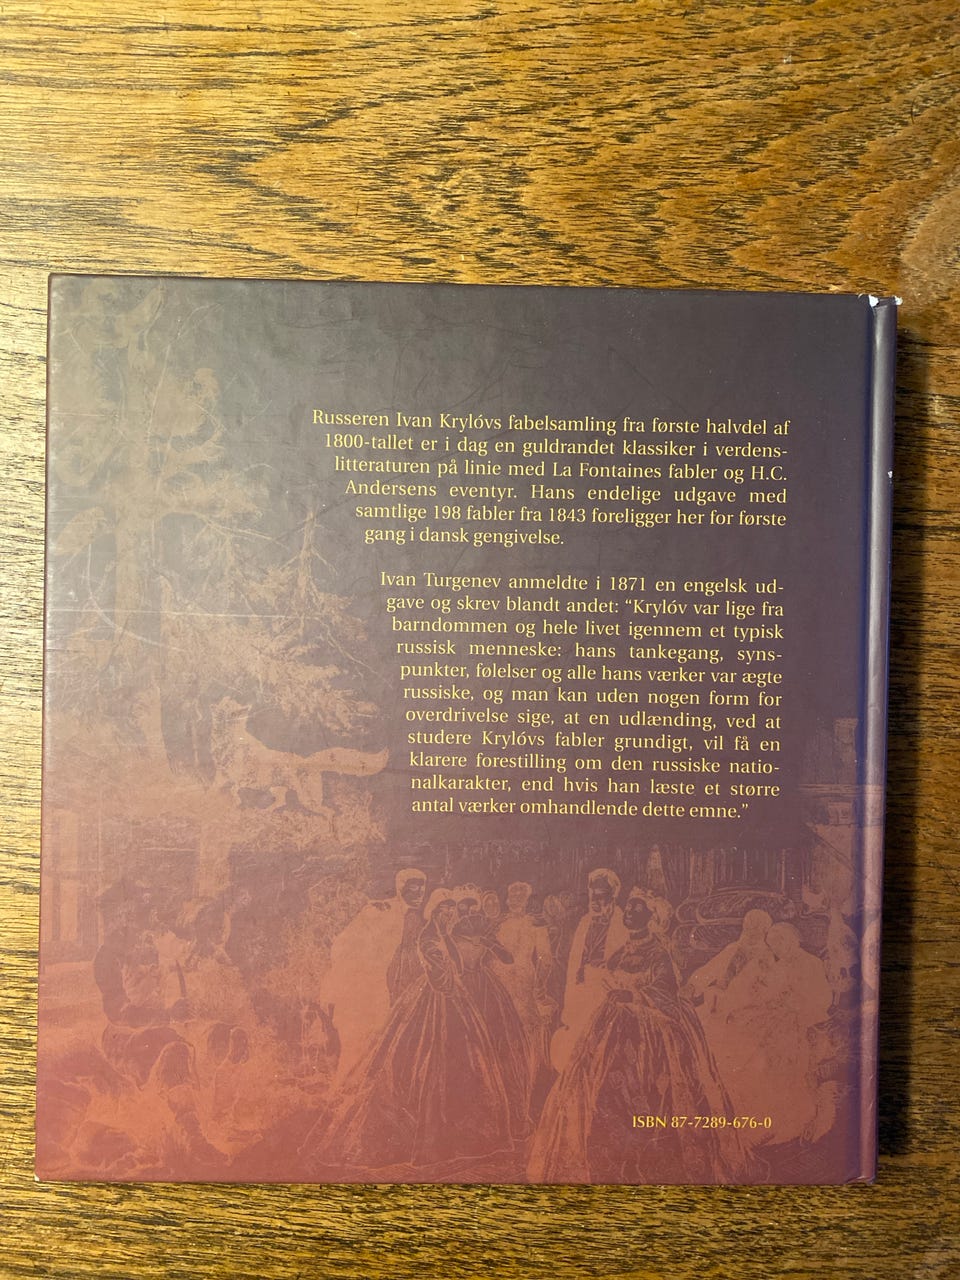 Russeren Ivan Krylóvs fabelsamling fra første halvdel af
1800-tallet er i dag en guldrandet klassiker i verdens-
litteraturen på linie med La Fontaines fabler og H.C.
Andersens eventyr. Hans endelige udgave med
samtlige 198 fabler fra 1843 foreligger her for første
gang i dansk gengivelse.
Ivan Turgenev anmeldte i 1871 en engelsk ud-
gave og skrev blandt andet: “Krylóv var lige fra
barndommen og hele livet igennem et typisk
russisk menneske: hans tankegang, syns-
punkter, følelser og alle hans værker var ægte
russiske, og man kan uden nogen form for
overdrivelse sige, at en udlænding, ved at
studere Krylóvs fabler grundigt, vil få en
klarere forestilling om den russiske natio-
nalkarakter, end hvis han læste et større
antal værker omhandlende dette emne.”
ISBN 87-7289-676-0